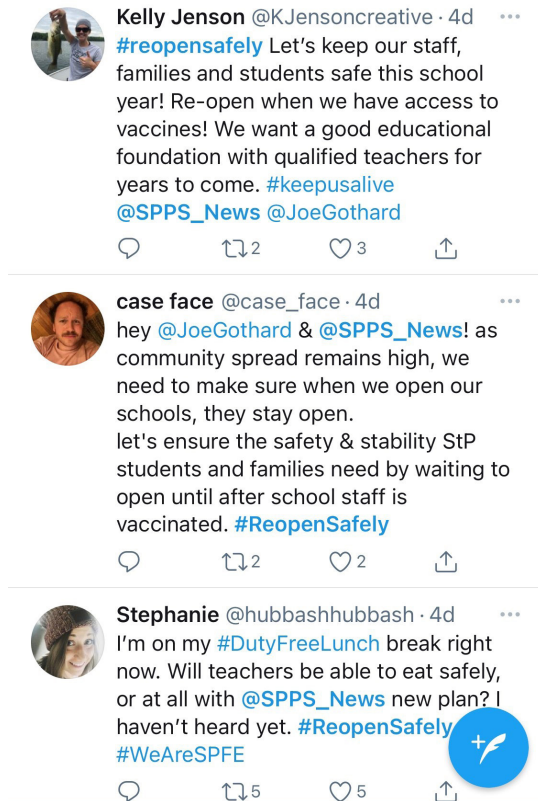 Kelly Jenson @KJensoncreative · 4d
#reopensafely Let’s keep our staff,
families and students safe this school
year! Re-open when we have access to
vaccines! We want a good educational
foundation with qualified teachers for
years to come. #keepusalive
@SPPS_News @JoeGothard
2 3
case face @case_face · 4d
hey @JoeGothard & @SPPS_News! as
community spread remains high, we
need to make sure when we open our
schools, they stay open.
let's ensure the safety & stability StP
students and families need by waiting to
open until after school staff is
vaccinated. #ReopenSafely
2 2
Stephanie @hubbashhubbash · 4d
I’m on my #DutyFreeLunch break right
now. Will teachers be able to eat safely,
or at all with @SPPS_News new plan? I
haven’t heard yet. #ReopenSafely
#WeAreSPFE
5 5